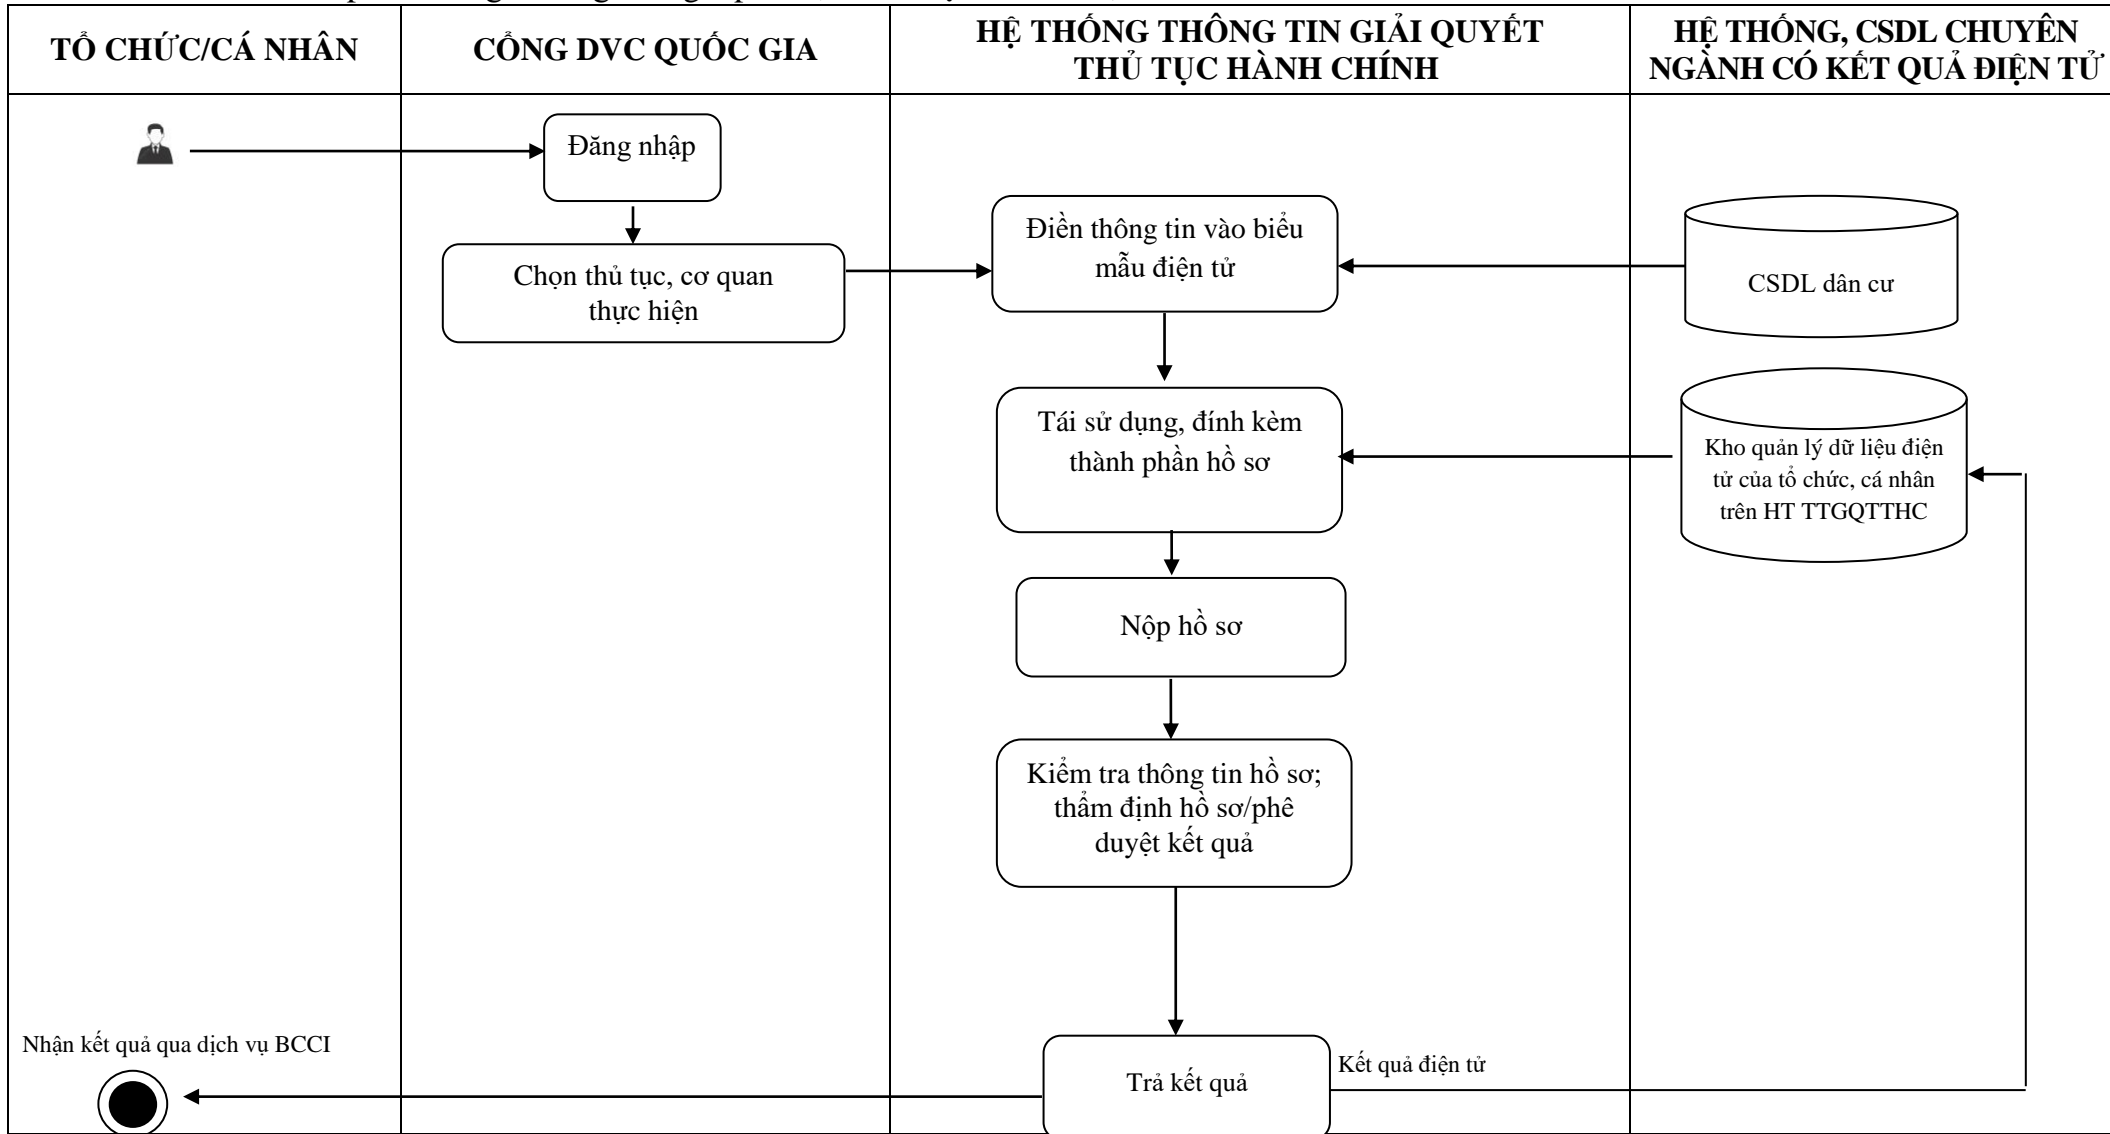 TỔ CHỨC/CÁ NHÂN
CỔNG DVC QUỐC GIA
HỆ THỐNG THÔNG TIN GIẢI QUYẾT
THỦ TỤC HÀNH CHÍNH
HỆ THỐNG, CSDL CHUYÊN
NGÀNH CÓ KẾT QUẢ ĐIỆN TỬ
Đăng nhập
Chọn thủ tục, cơ quan
thực hiện
Điền thông tin vào biểu
mẫu điện tử
CSDL dân cư
Tái sử dụng, đính kèm
thành phần hồ sơ
Kho quản lý dữ liệu điện
tử của tổ chức, cá nhân
trên HT TTGQTTHC
Nộp hồ sơ
Kiểm tra thông tin hồ sơ;
thẩm định hồ sơ/phê
duyệt kết quả
Nhận kết quả qua dịch vụ BCCI
Trả kết quả
Kết quả điện tử